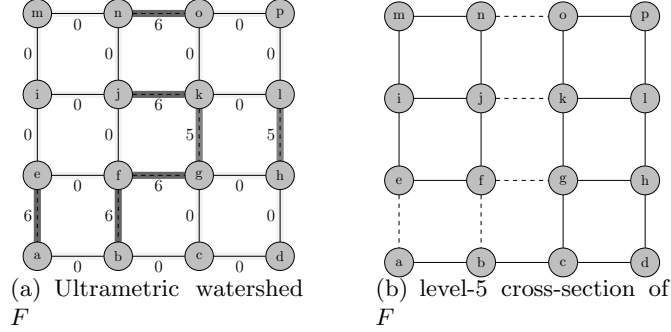 m n o p
0 6 0
0 0 0 0
i j k l
0 6 0
0 0 5 5
e f g h
0 6 0
6 6 0 0
a b c d
0 0 0
(a) Ultrametric watershed
F
m n o p
i j k l
e f g h
a b c d
(b) level-5 cross-section of
F